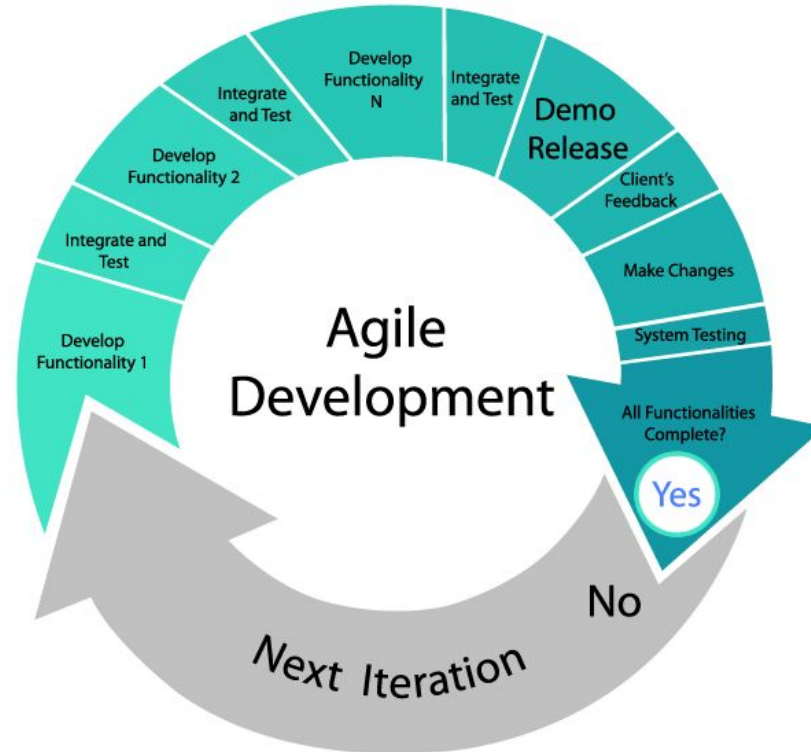 Develop
Functionality 1
Integrate and
Test
Develop
Functionality 2
Integrate
and Test
Develop
Functionality
N
Integrate
and Test
Demo
Release
Client's
Feedback
Make Changes
System Testing
All Functionalities
Complete?
Yes
No
Next Iteration
Agile
Development